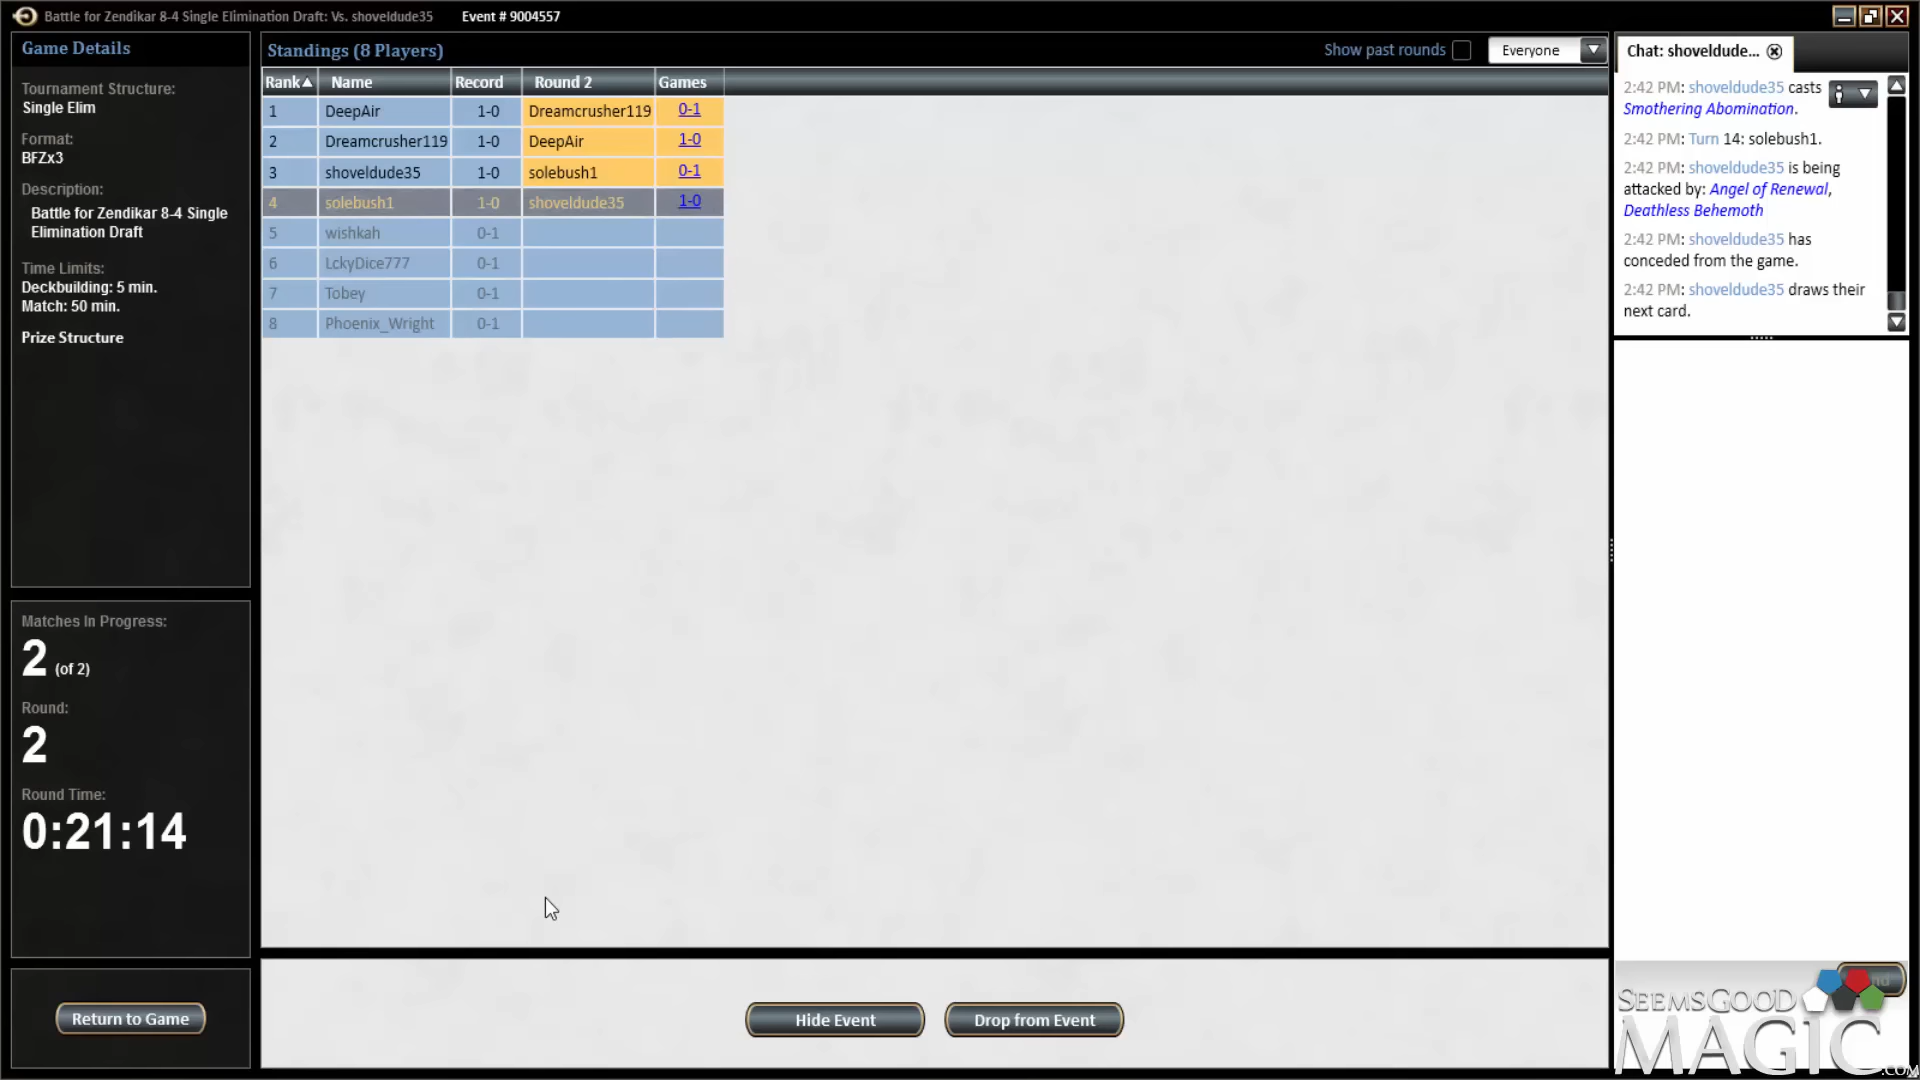 Battle for Zendikar 8-4 Single Elimination Draft: Vs. shoveldude35 Event # 9004557
Game Details
Tournament Structure:
Single Elim
Format:
BFZx3
Description:
Battle for Zendikar 8-4 Single
Elimination Draft
Time Limits:
Deckbuilding: 5 min.
Match: 50 min.
Prize Structure
Matches In Progress:
2 (of 2)
Round:
2
Round Time:
0:21:14
Return to Game
Standings (8 Players) Show past rounds Everyone
Rank Name Record Round 2 Games
1 DeepAir 1-0 Dreamcrusher119 0-1
2 Dreamcrusher119 1-0 DeepAir 1-0
3 shoveldude35 1-0 solebush1 0-1
4 solebush1 1-0 shoveldude35 1-0
5 wishkah 0-1
6 LckyDice777 0-1
7 Tobey 0-1
8 Phoenix_Wright 0-1
Hide Event Drop from Event
Chat: shoveldude...
2:42 PM: shoveldude35 casts
Smothering Abomination.
2:42 PM: Turn 14: solebush1.
2:42 PM: shoveldude35 is being
attacked by: Angel of Renewal,
Deathless Behemoth
2:42 PM: shoveldude35 has
conceded from the game.
2:42 PM: shoveldude35 draws their
next card.
SEEMSGOOD
MAGIC.COM